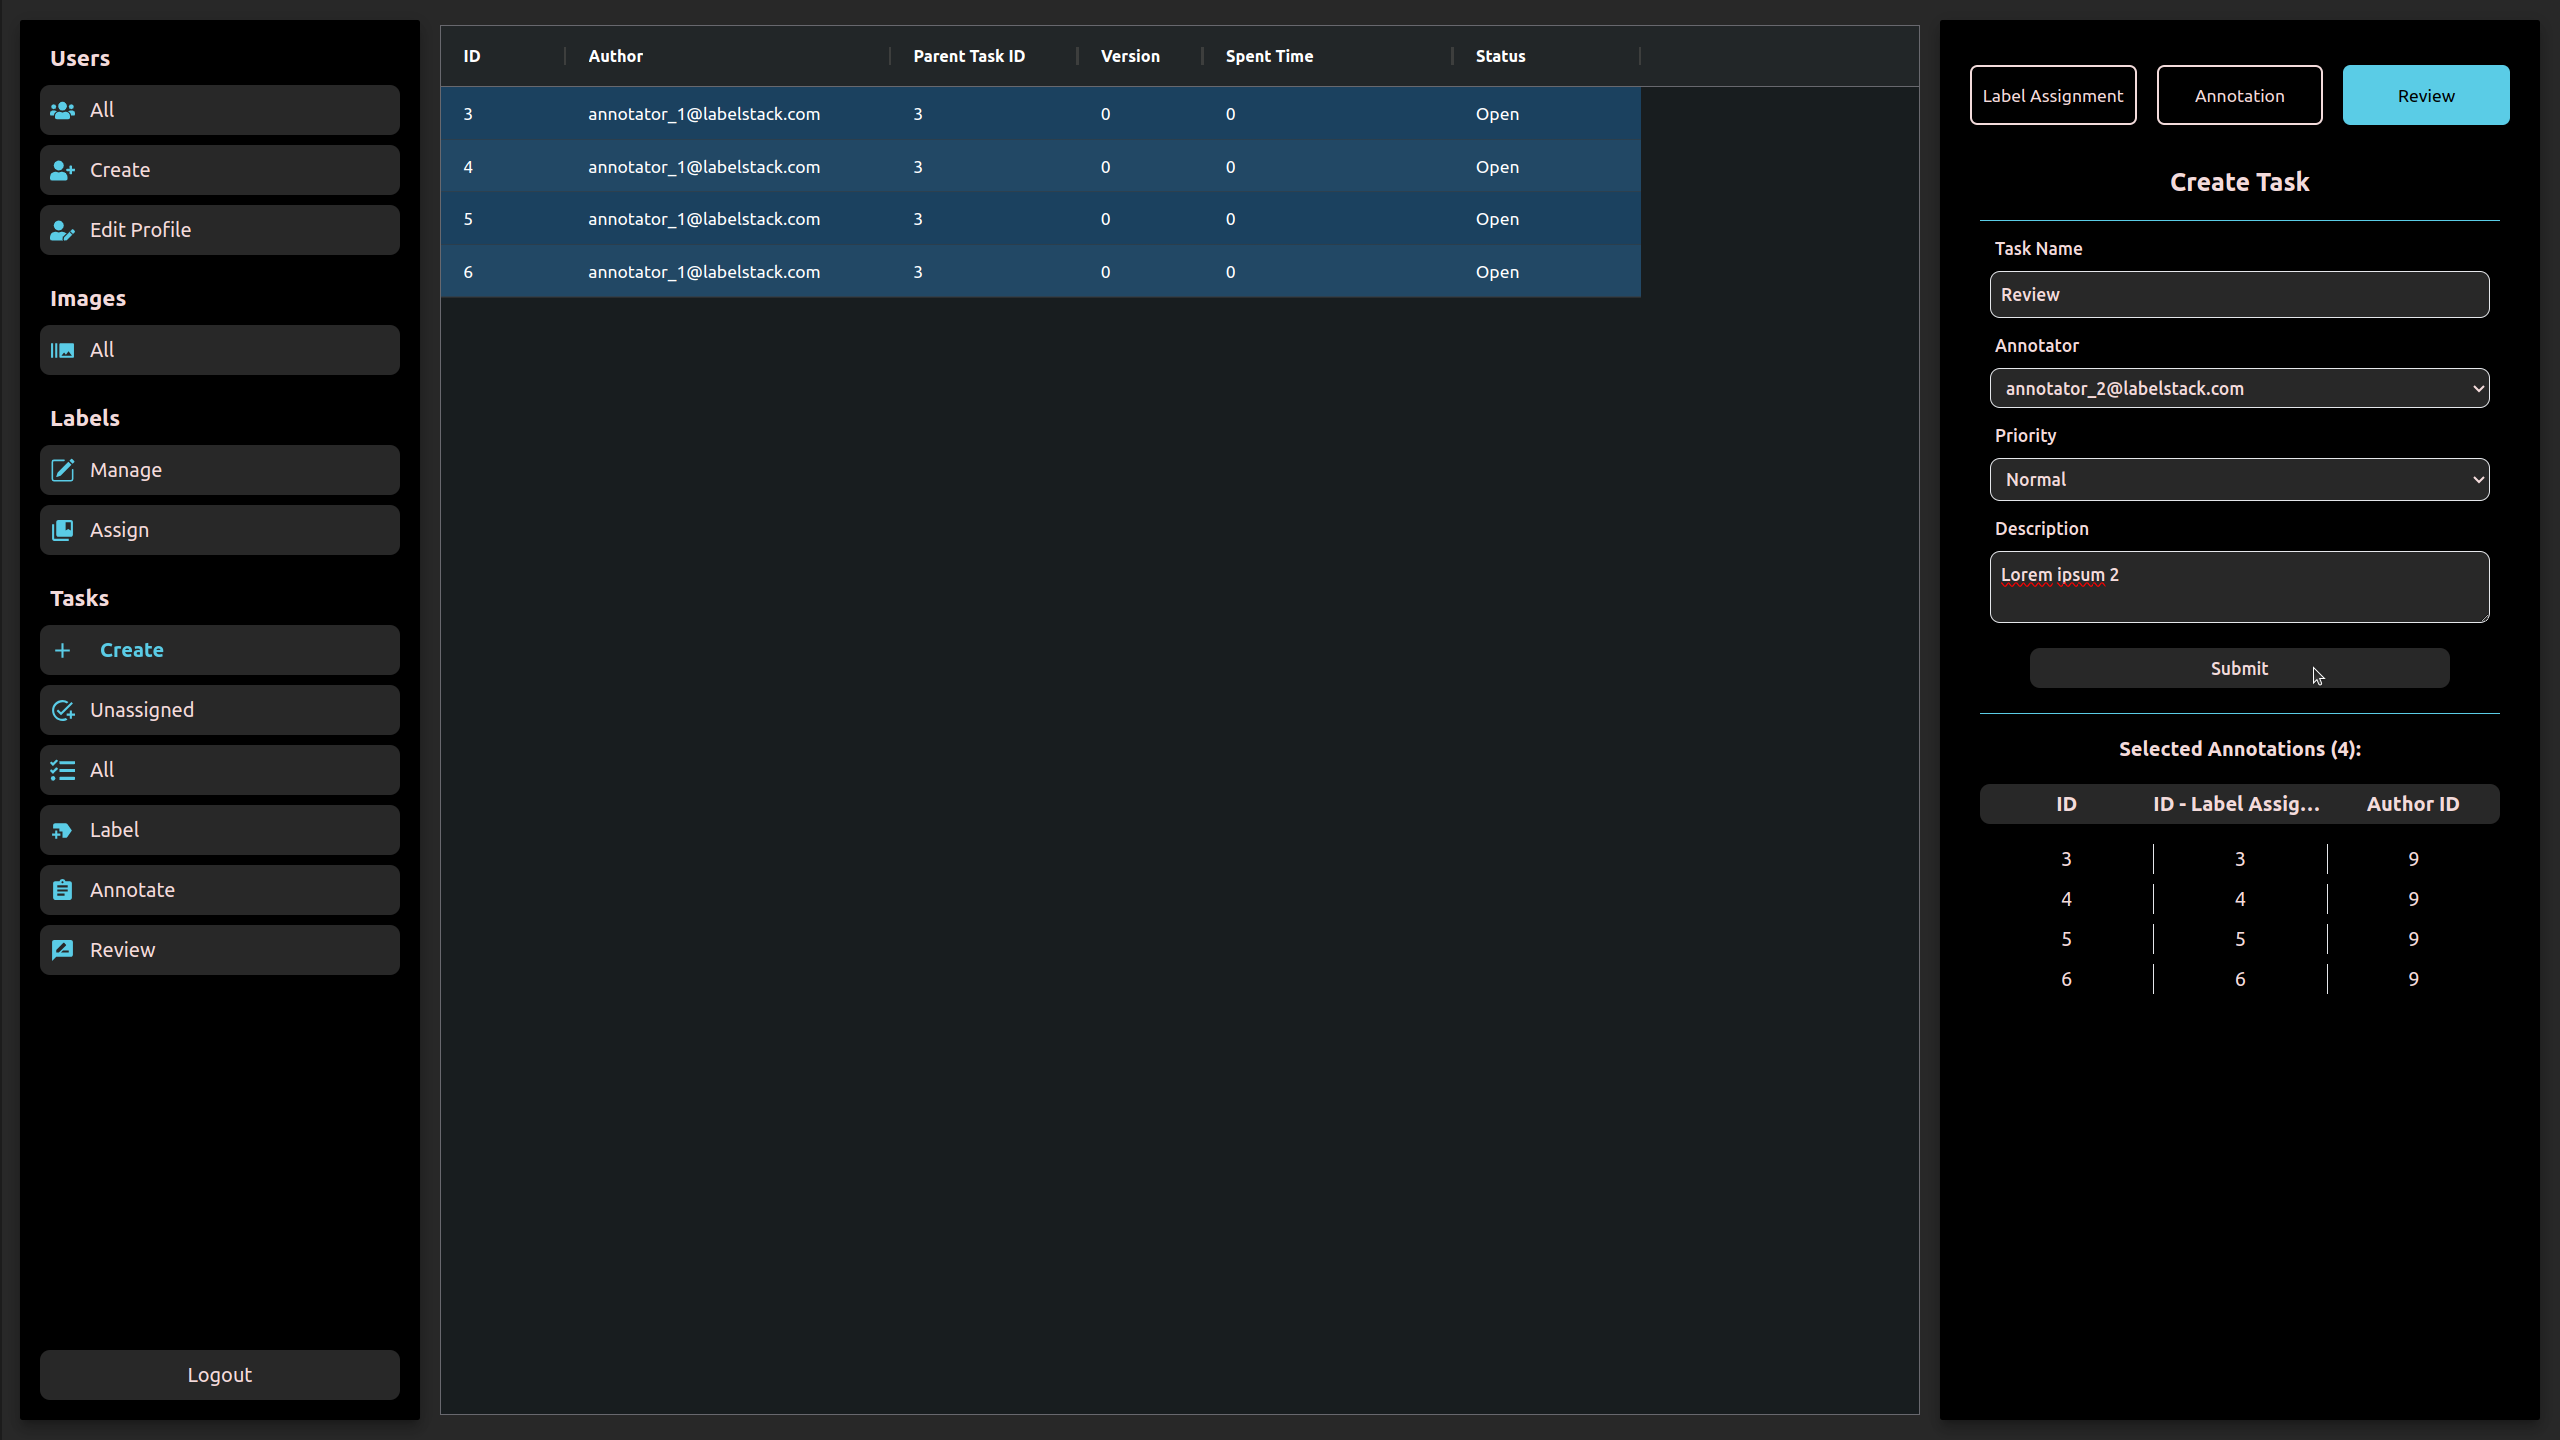 Users
All
Create
Edit Profile
Images
All
Labels
Manage
Assign
Tasks
Create
Unassigned
All
Label
Annotate
Review
Logout
ID Author Parent Task ID Version Spent Time Status
3 annotator_1@labelstack.com 3 0 0 Open
4 annotator_1@labelstack.com 3 0 0 Open
5 annotator_1@labelstack.com 3 0 0 Open
6 annotator_1@labelstack.com 3 0 0 Open
Label Assignment Annotation Review
Create Task
Task Name
Review
Annotator
annotator_2@labelstack.com
Priority
Normal
Description
Lorem ipsum 2
Submit
Selected Annotations (4):
ID ID - Label Assig... Author ID
3 3 9
4 4 9
5 5 9
6 6 9